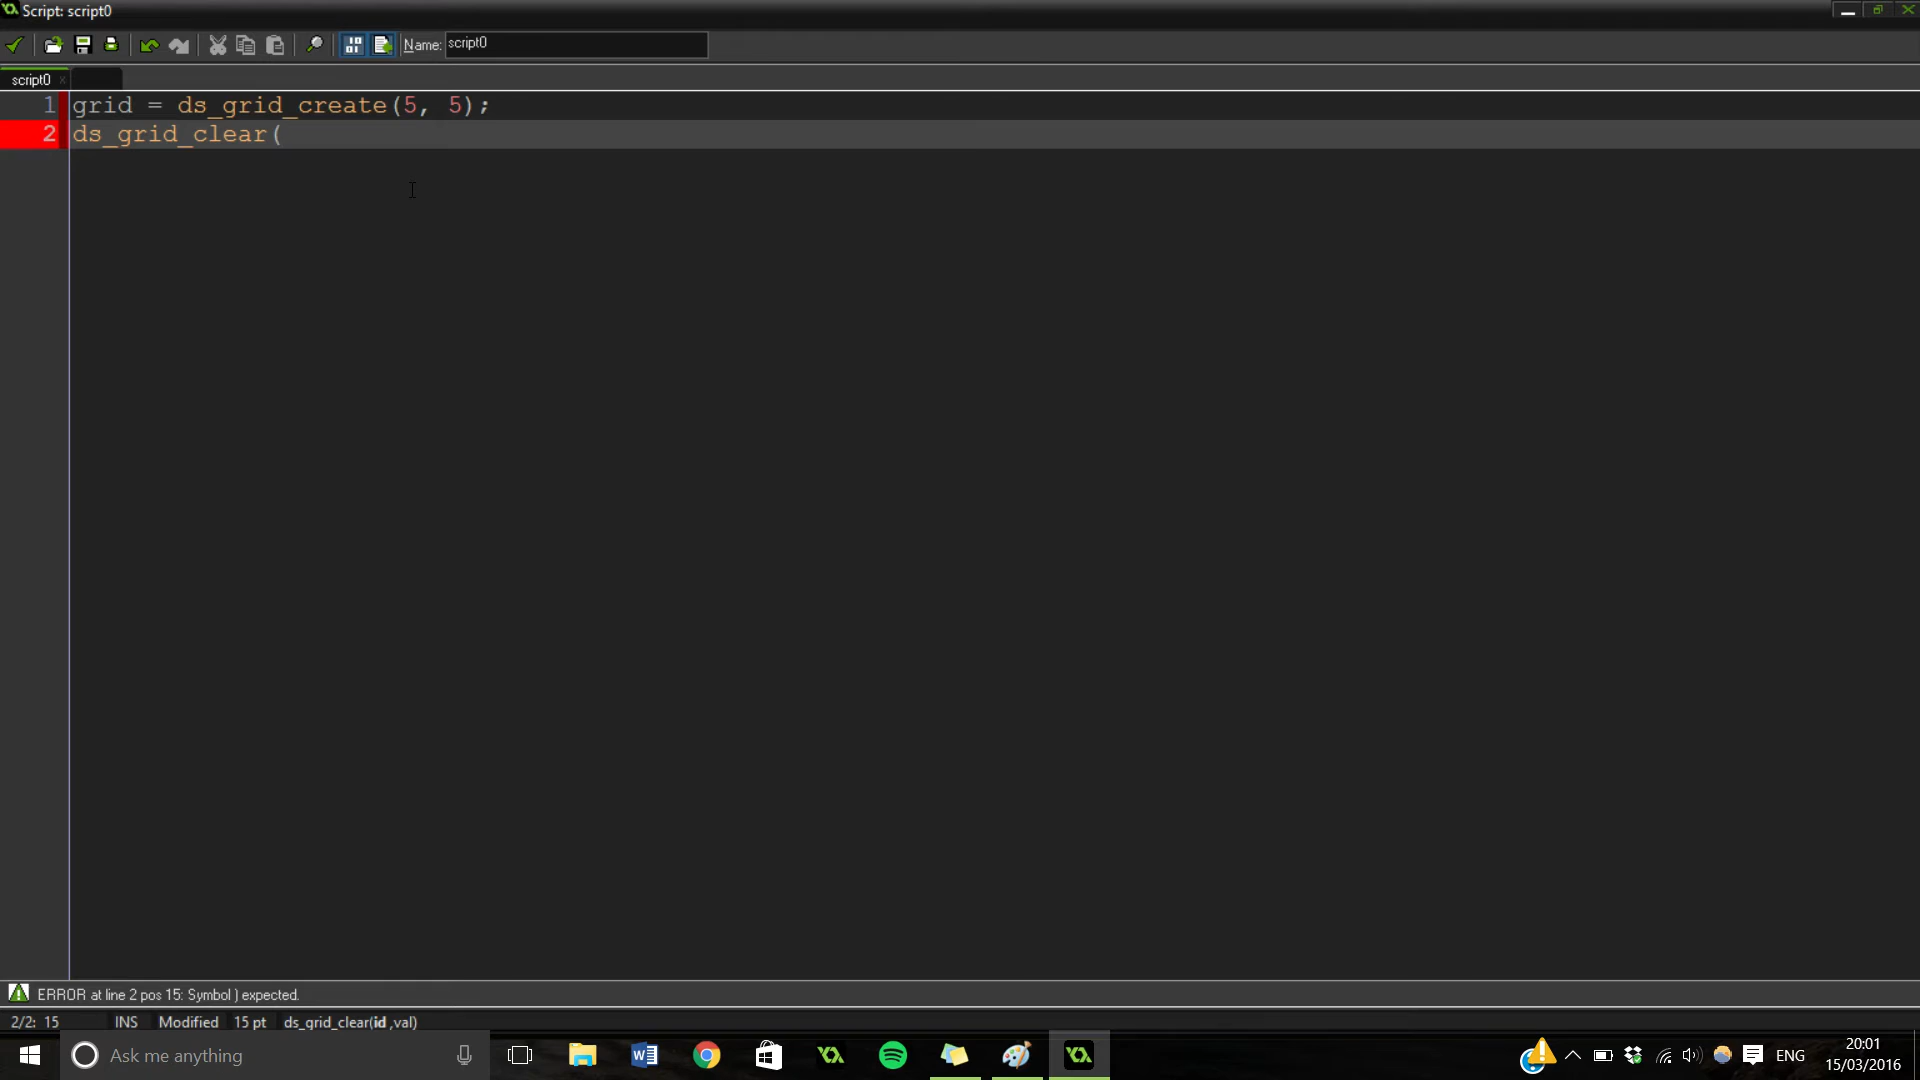 Script: script0
Name: script0
script0 x
1 grid = ds_grid_create(5, 5);
2 ds_grid_clear(
ERROR at line 2 pos 15: Symbol ) expected.
2/2: 15 INS Modified 15 pt ds_grid_clear(id ,val)
Ask me anything
ENG
20:01
15/03/2016